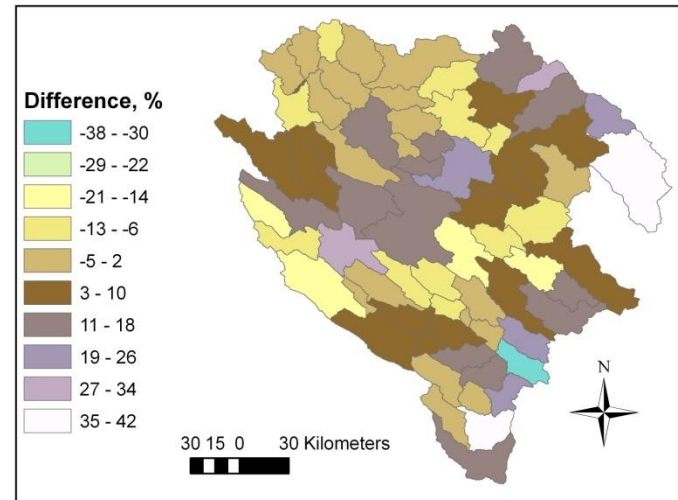 Difference, %
-38 - -30
-29 - -22
-21 - -14
-13 - -6
-5 - 2
3 - 10
11 - 18
19 - 26
27 - 34
35 - 42
N
30 15 0 30 Kilometers